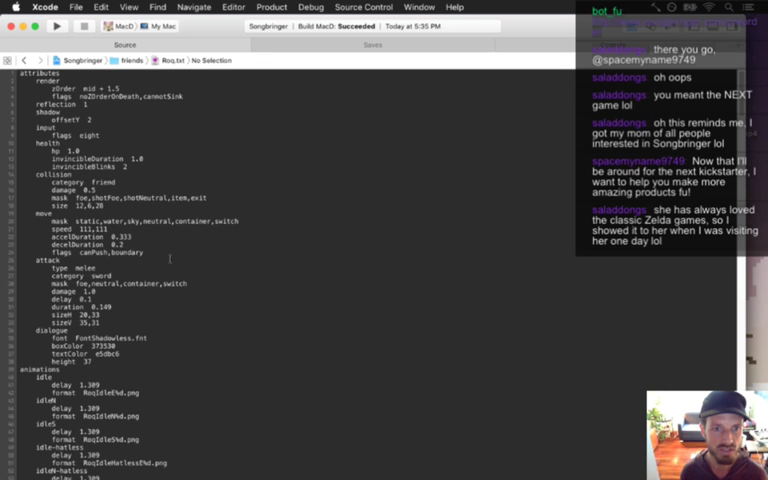 Xcode File Edit View Find Navigate Editor Product Debug Source Control Window Help
MacD My Mac
Songbringer Build MacD: Succeeded Today at 5:35 PM
Source Saves
Songbringer friends Roq.txt No Selection
attributes
render
zOrder mid + 1.5
flags noZOrderOnDeath,cannotSink
reflection 1
shadow
offsetY 2
input
flags eight
health
hp 1.0
invincibleDuration 1.0
invincibleBlinks 2
collision
category friend
damage 0.5
mask foe,shotFoe,shotNeutral,item,exit
size 12,6,28
move
mask static,water,sky,neutral,container,switch
speed 111,111
accelDuration 0.333
decelDuration 0.2
flags canPush,boundary
attack
type melee
category sword
mask foe,neutral,container,switch
damage 1.0
delay 0.1
duration 0.149
sizeH 20,33
sizeV 35,31
dialogue
font FontShadowless.fnt
boxColor 373530
textColor e5dbc6
height 37
animations
idle
delay 1.309
format RoqIdleE%d.png
idleN
delay 1.309
format RoqIdleN%d.png
idleS
delay 1.309
format RoqIdleS%d.png
idle-hatless
delay 1.309
format RoqIdleHatlessE%d.png
idleN-hatless
delay 1.309
bot_fu
saladdongs: there you go,
@spacemyname9749
saladdongs: oh oops
saladdongs: you meant the NEXT
game lol
saladdongs: oh this reminds me, I
got my mom of all people
interested in Songbringer lol
spacemyname9749: Now that I'll
be around for the next kickstarter, I
want to help you make more
amazing products fu!
saladdongs: she has always loved
the classic Zelda games, so I
showed it to her when I was visiting
her one day lol